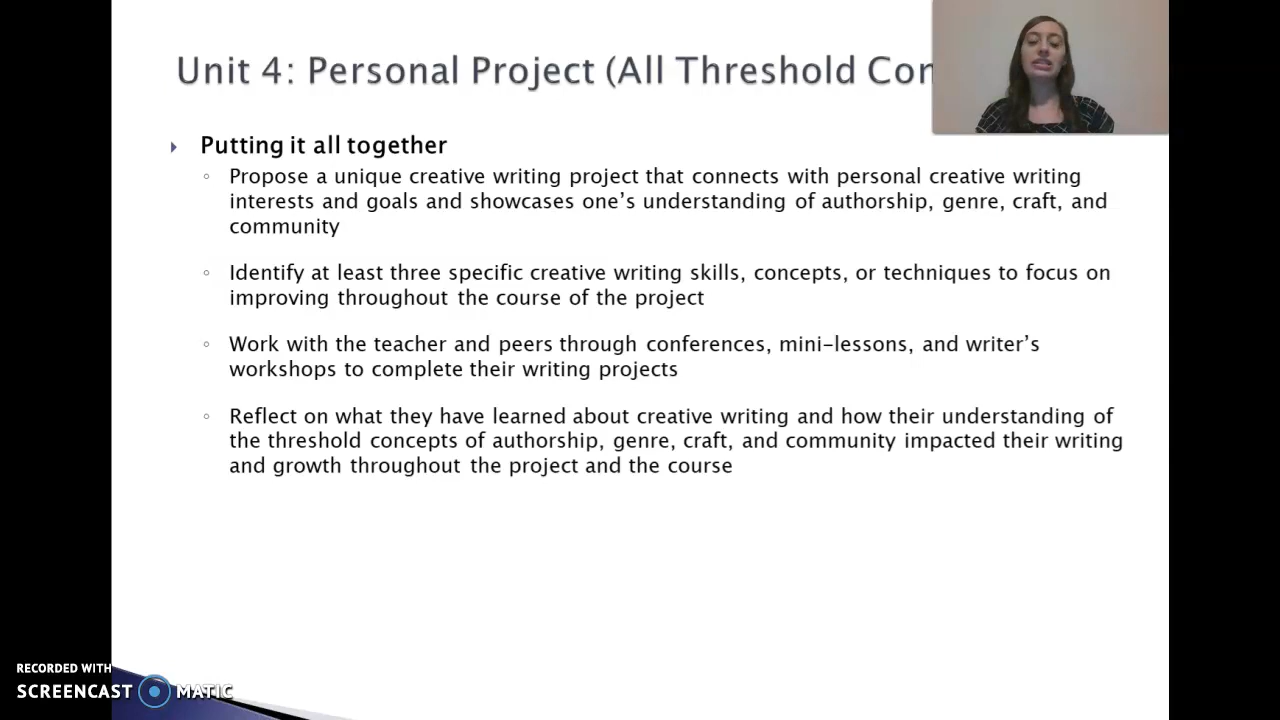 Unit 4: Personal Project (All Threshold Con
Putting it all together
Propose a unique creative writing project that connects with personal creative writing
interests and goals and showcases one's understanding of authorship, genre, craft, and
community
Identify at least three specific creative writing skills, concepts, or techniques to focus on
improving throughout the course of the project
Work with the teacher and peers through conferences, mini-lessons, and writer's
workshops to complete their writing projects
Reflect on what they have learned about creative writing and how their understanding of
the threshold concepts of authorship, genre, craft, and community impacted their writing
and growth throughout the project and the course
RECORDED WITH
SCREENCAST MATIC